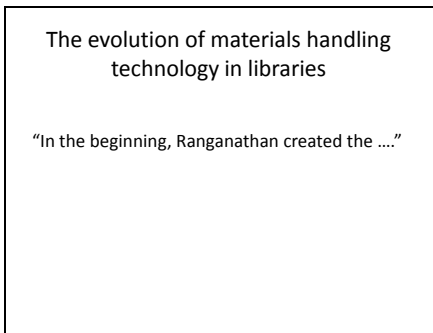 The evolution of materials handling
technology in libraries
“In the beginning, Ranganathan created the ….”